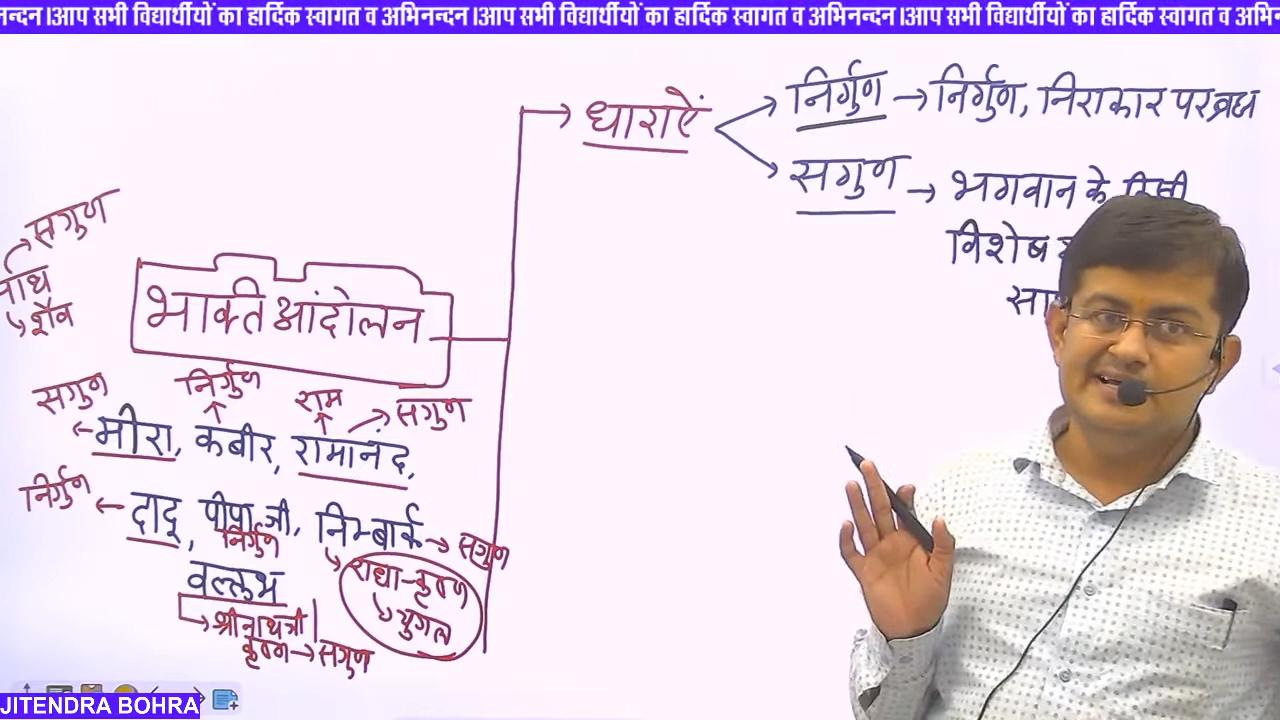 नन्दन।आप सभी विद्यार्थीयों का हार्दिक स्वागत व अभिनन्दन।आप सभी विद्यार्थीयों का हार्दिक स्वागत व अभिनन्दन।आप सभी विद्यार्थीयों का हार्दिक स्वागत व अभिन
धाराऐं
निर्गुण → निर्गुण, निराकार परब्रह्म
सगुण → भगवान के
विशेष
सगुण
नाथ
शैव
भाक्ति आंदोलन
सगुण निर्गुण राम सगुण
मीरा, कबीर, रामानंद,
निर्गुण ← दादू, पीपाजी, निम्बार्क → सगुण
निर्गुण
राधा-कृष्ण
युगल
वल्लभ
श्रीनाथजी
कृष्ण → सगुण
JITENDRA BOHRA